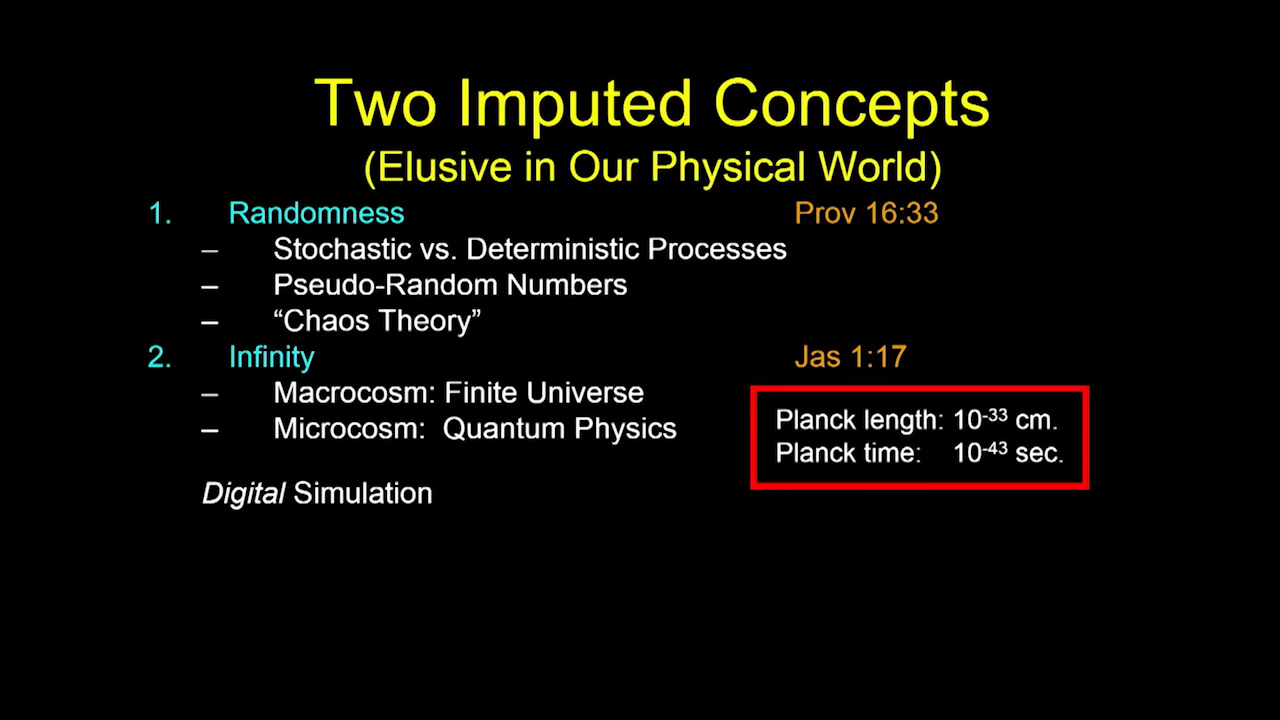 Two Imputed Concepts
(Elusive in Our Physical World)
1. Randomness Prov 16:33
– Stochastic vs. Deterministic Processes
– Pseudo-Random Numbers
– “Chaos Theory”
2. Infinity Jas 1:17
– Macrocosm: Finite Universe
– Microcosm: Quantum Physics
Planck length: 10⁻³³ cm.
Planck time: 10⁻⁴³ sec.
Digital Simulation